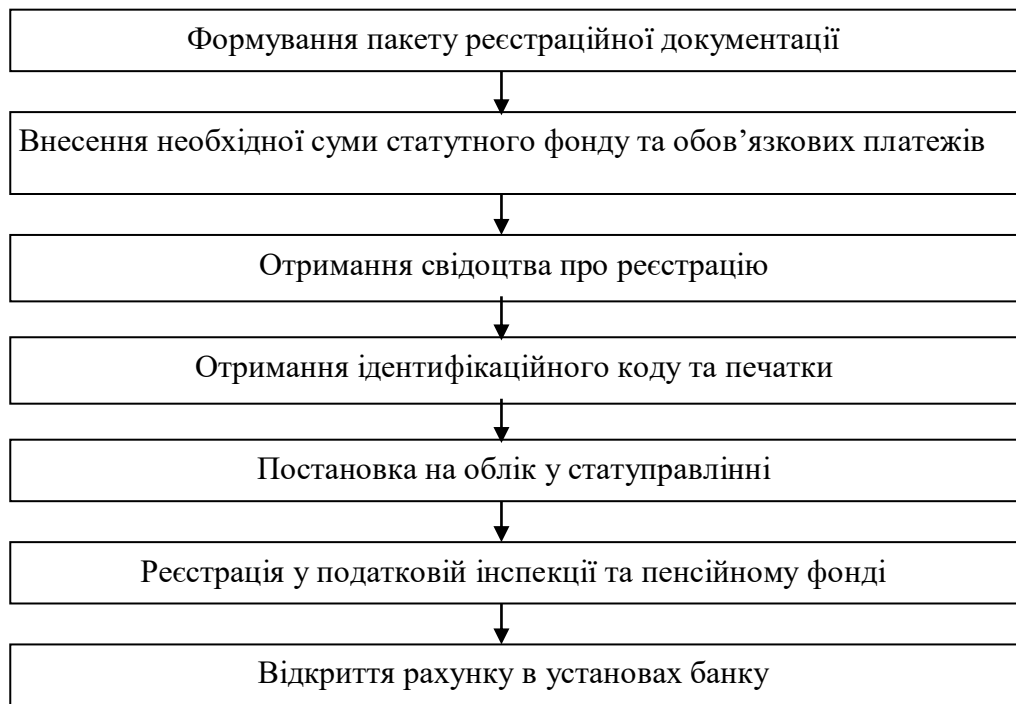 Формування пакету реєстраційної документації
Внесення необхідної суми статутного фонду та обов’язкових платежів
Отримання свідоцтва про реєстрацію
Отримання ідентифікаційного коду та печатки
Постановка на облік у статуправлінні
Реєстрація у податковій інспекції та пенсійному фонді
Відкриття рахунку в установах банку